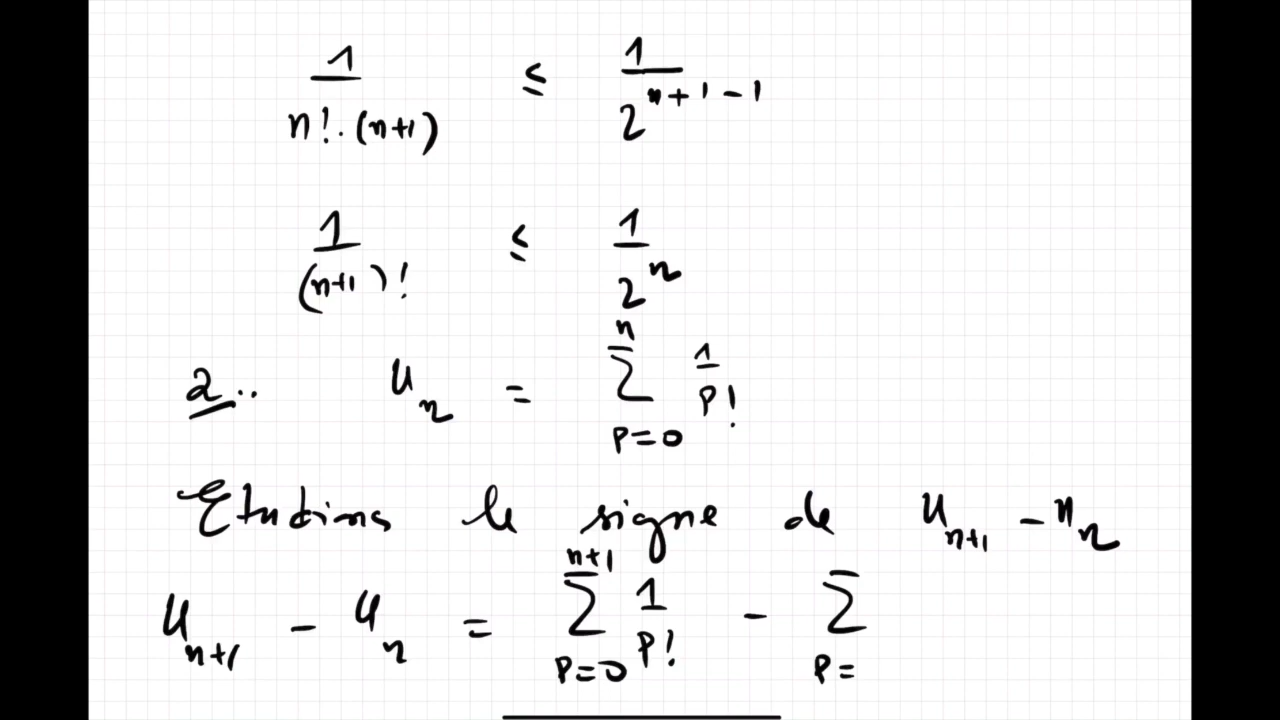 1/(n!.(n+1)) ≤ 1/2^(n+1-1)
1/(n+1)! ≤ 1/2^n
2.. U_n = Σ_{p=0}^{n} 1/p!
Etudions le signe de U_{n+1} - U_n
U_{n+1} - U_n = Σ_{p=0}^{n+1} 1/p! - Σ_{p=}